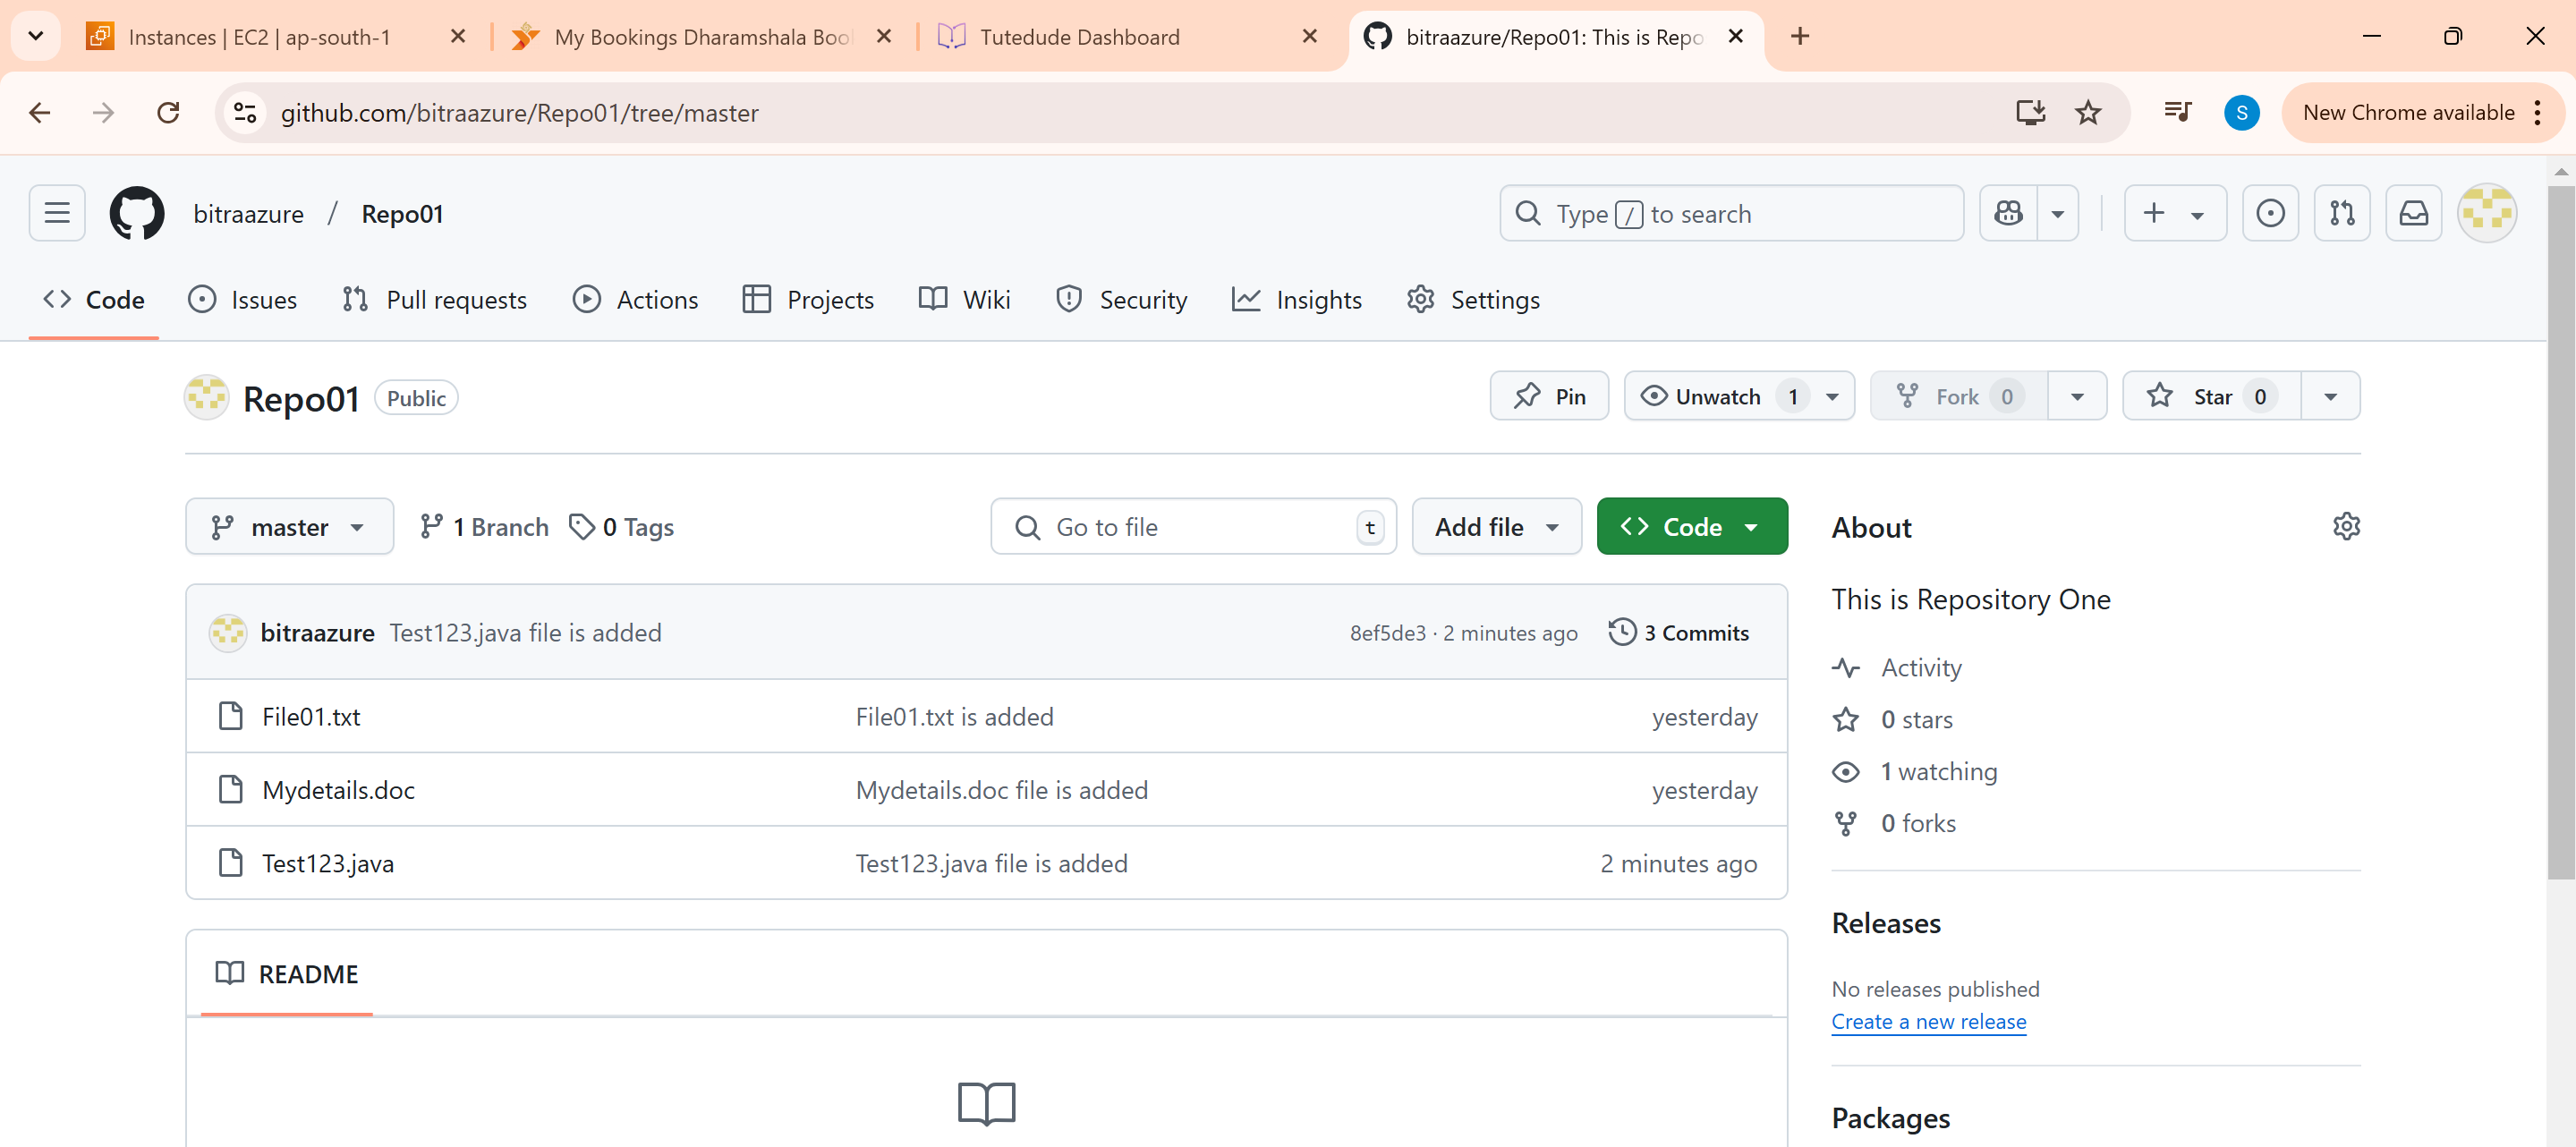 Instances | EC2 | ap-south-1
My Bookings Dharamshala Boo
Tutedude Dashboard
bitraazure/Repo01: This is Repo
github.com/bitraazure/Repo01/tree/master
S
New Chrome available
bitraazure / Repo01
Type / to search
Code
Issues
Pull requests
Actions
Projects
Wiki
Security
Insights
Settings
Repo01 Public
Pin
Unwatch 1
Fork 0
Star 0
master
1 Branch
0 Tags
Go to file t
Add file
Code
bitraazure Test123.java file is added 8ef5de3 · 2 minutes ago 3 Commits
File01.txt File01.txt is added yesterday
Mydetails.doc Mydetails.doc file is added yesterday
Test123.java Test123.java file is added 2 minutes ago
README
About
This is Repository One
Activity
0 stars
1 watching
0 forks
Releases
No releases published
Create a new release
Packages